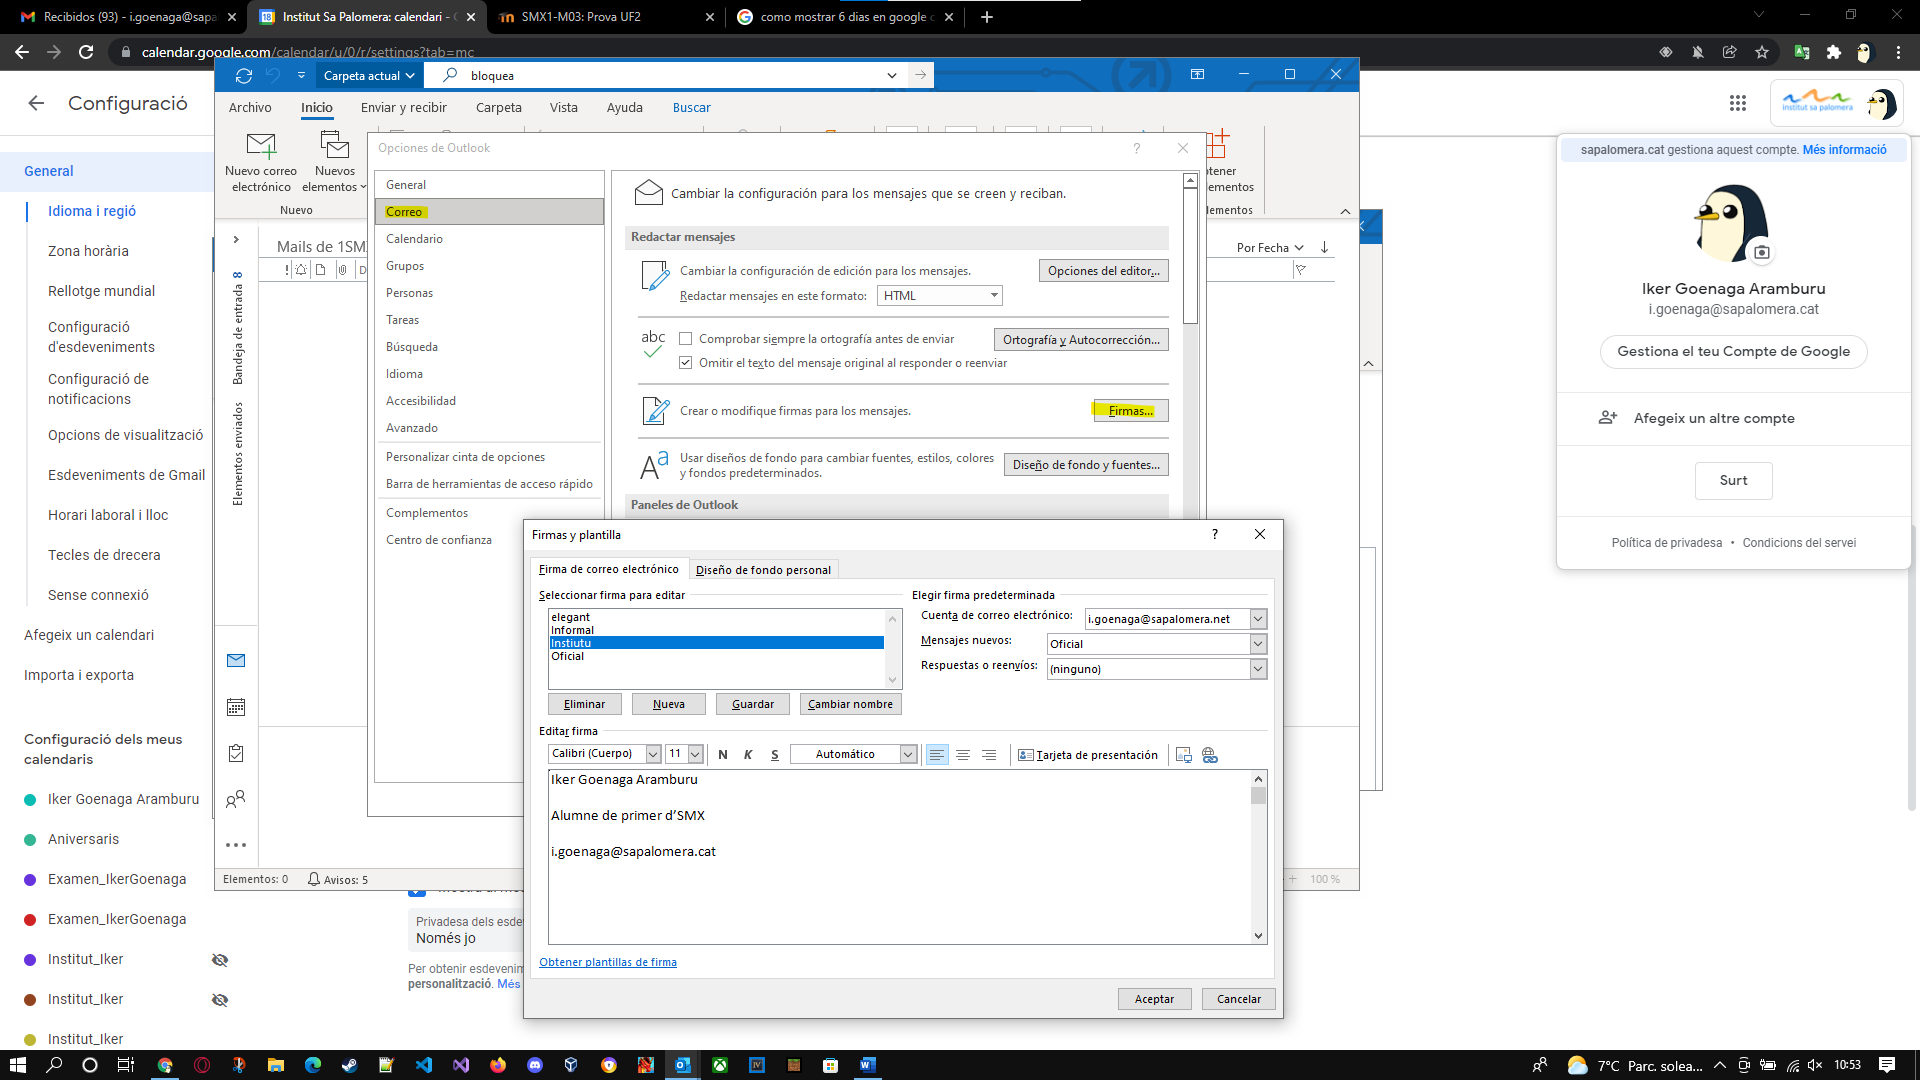 Recibidos (93) - i.goenaga@sapa
Institut Sa Palomera: calendari -
SMX1-M03: Prova UF2
como mostrar 6 dias en google c
calendar.google.com/calendar/u/0/r/settings?tab=mc
Carpeta actual
bloquea
Configuració
Archivo
Inicio
Enviar y recibir
Carpeta
Vista
Ayuda
Buscar
institut sa palomera
Nuevo correo
electrónico
Nuevos
elementos
Nuevo
Opciones de Outlook
?
General
Idioma i regió
Zona horària
Rellotge mundial
Configuració
d'esdeveniments
Configuració de
notificacions
Opcions de visualització
Esdeveniments de Gmail
Horari laboral i lloc
Tecles de drecera
Sense connexió
Afegeix un calendari
Importa i exporta
Configuració dels meus
calendaris
Iker Goenaga Aramburu
Aniversaris
Examen_IkerGoenaga
Examen_IkerGoenaga
Institut_Iker
Institut_Iker
Institut_Iker
Mails de 1SMX
Bandeja de entrada 8
Elementos enviados
Por Fecha
General
Correo
Calendario
Grupos
Personas
Tareas
Búsqueda
Idioma
Accesibilidad
Avanzado
Personalizar cinta de opciones
Barra de herramientas de acceso rápido
Complementos
Centro de confianza
Cambiar la configuración para los mensajes que se creen y reciban.
Redactar mensajes
Cambiar la configuración de edición para los mensajes.
Opciones del editor...
Redactar mensajes en este formato:
HTML
abc
Comprobar siempre la ortografía antes de enviar
Ortografía y Autocorrección...
Omitir el texto del mensaje original al responder o reenviar
Crear o modifique firmas para los mensajes.
Firmas...
Usar diseños de fondo para cambiar fuentes, estilos, colores
y fondos predeterminados.
Diseño de fondo y fuentes...
Paneles de Outlook
Firmas y plantilla
?
Firma de correo electrónico
Diseño de fondo personal
Seleccionar firma para editar
elegant
Informal
Instiutu
Oficial
Eliminar
Nueva
Guardar
Cambiar nombre
Elegir firma predeterminada
Cuenta de correo electrónico:
i.goenaga@sapalomera.net
Mensajes nuevos:
Oficial
Respuestas o reenvíos:
(ninguno)
Editar firma
Calibri (Cuerpo)
11
N
K
S
Automático
Tarjeta de presentación
Iker Goenaga Aramburu
Alumne de primer d’SMX
i.goenaga@sapalomera.cat
Obtener plantillas de firma
Aceptar
Cancelar
Elementos: 0
Avisos: 5
100 %
Privadesa dels esde
Només jo
Per obtenir esdevenim
personalització. Més
sapalomera.cat gestiona aquest compte. Més informació
Iker Goenaga Aramburu
i.goenaga@sapalomera.cat
Gestiona el teu Compte de Google
Afegeix un altre compte
Surt
Política de privadesa • Condicions del servei
7°C Parc. solea...
10:53